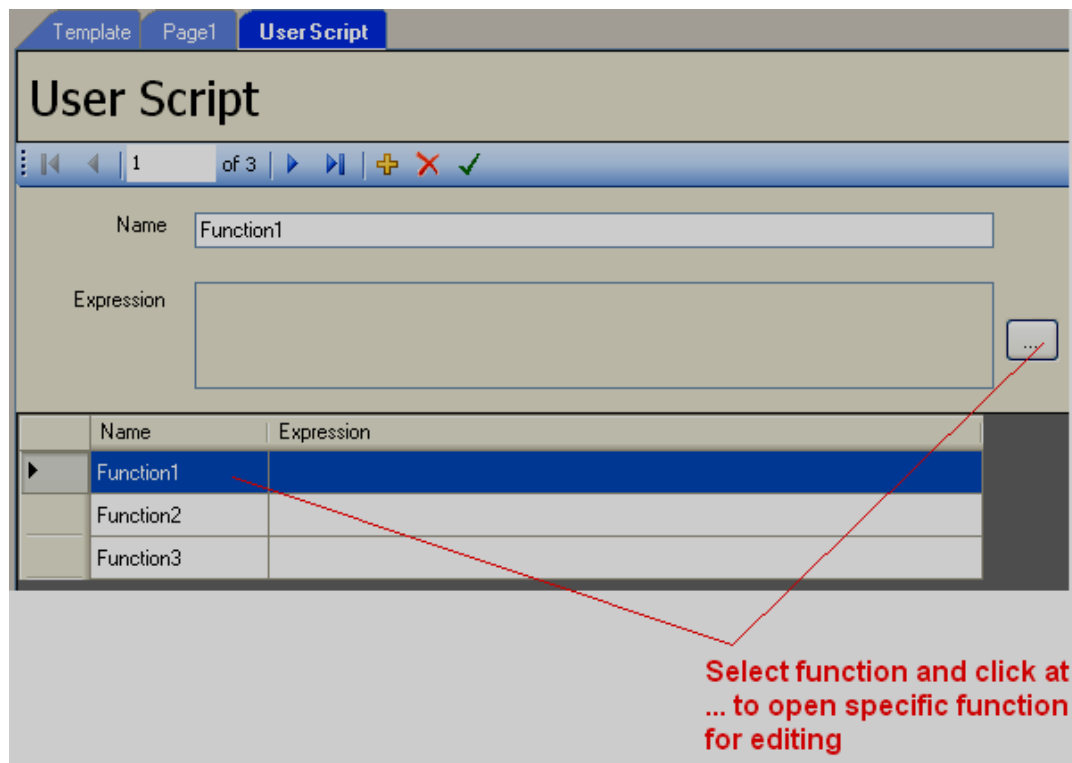 Template Page1 User Script
User Script
1 of 3
Name Function1
Expression
...
Name Expression
Function1
Function2
Function3
Select function and click at
... to open specific function
for editing